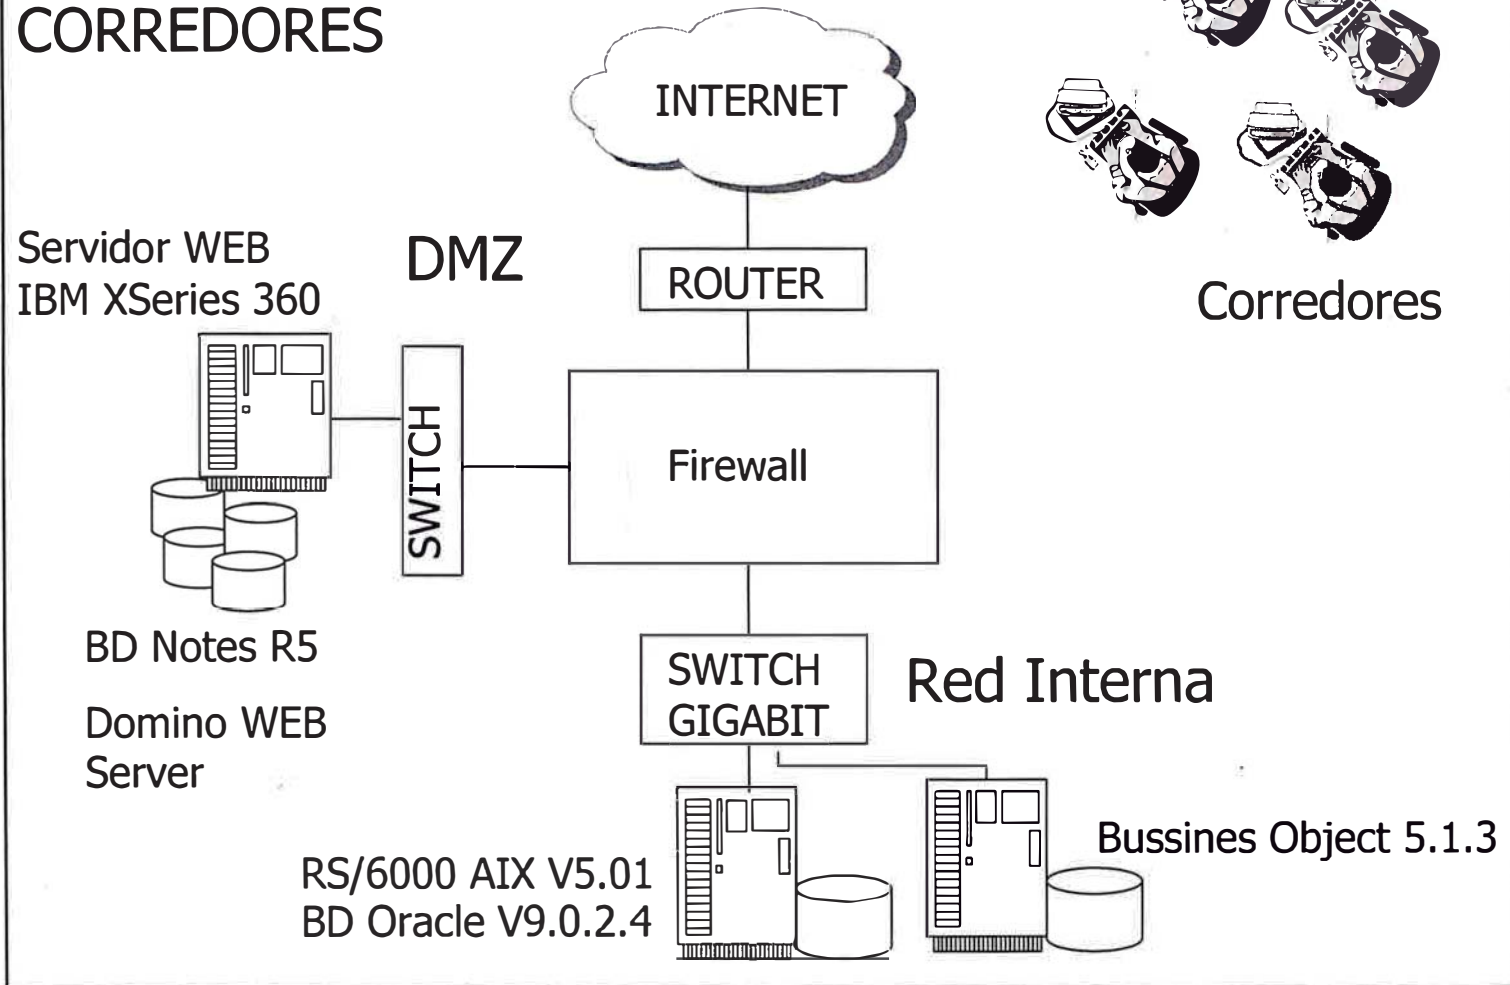 CORREDORES
INTERNET
Servidor WEB
IBM XSeries 360
DMZ
ROUTER
Corredores
SWITCH
Firewall
BD Notes R5
Domino WEB
Server
SWITCH
GIGABIT
Red Interna
RS/6000 AIX V5.01
BD Oracle V9.0.2.4
Bussines Object 5.1.3